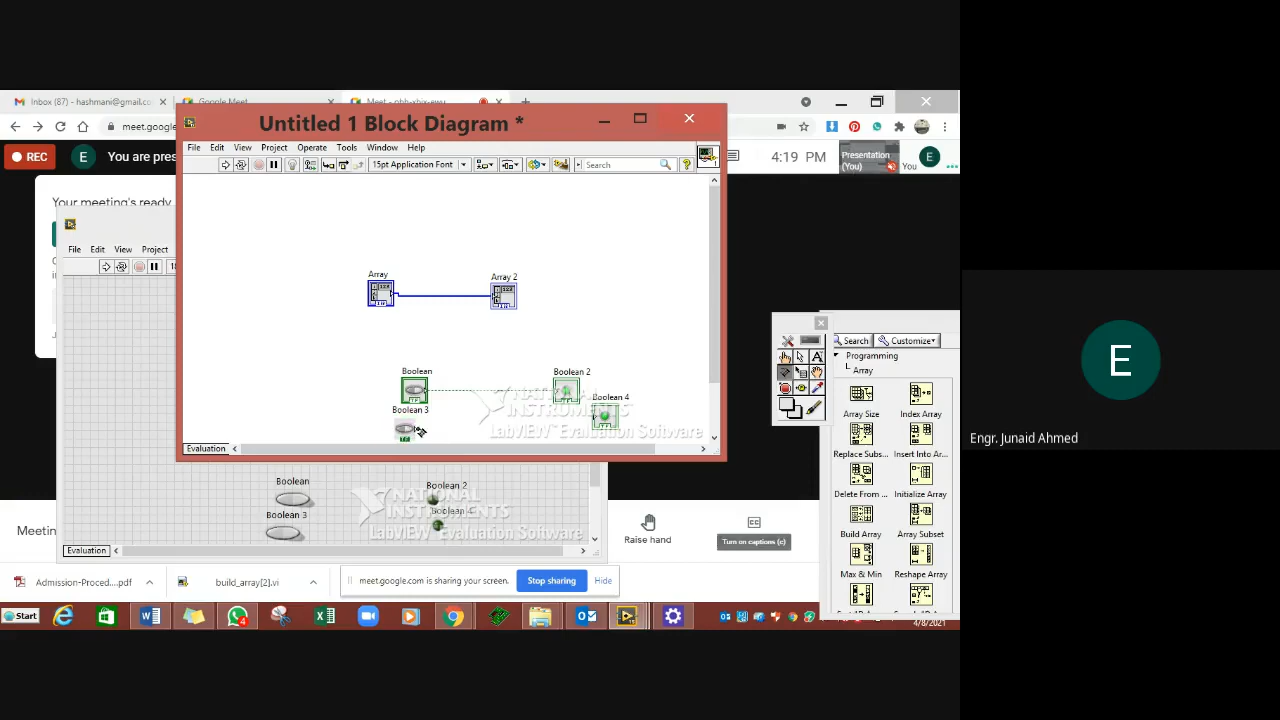 Inbox (87) - hashmani@gmail.co
Google Meet
Meet - obh-xhix-ewu
meet.google
REC
E
You are pres
4:19 PM
Presentation
(You)
You
E
Your meeting's ready
Untitled 1 Block Diagram *
File Edit View Project Operate Tools Window Help
15pt Application Font
Search
File Edit View Project
Array
Array 2
Boolean
Boolean 2
Boolean 3
Boolean 4
NATIONAL
INSTRUMENTS
LabVIEW Evaluation Software
Evaluation
Boolean
Boolean 2
Boolean 3
NATIONAL
INSTRUMENTS
LabVIEW Evaluation Software
Evaluation
Search
Customize
Programming
Array
Array Size
Index Array
Replace Subs...
Insert Into Ar...
Delete From ...
Initialize Array
Build Array
Array Subset
Max & Min
Reshape Array
Meetin
Raise hand
Turn on captions (c)
Admission-Proced....pdf
build_array[2].vi
meet.google.com is sharing your screen.
Stop sharing
Hide
Start
4
4/8/2021
E
Engr. Junaid Ahmed